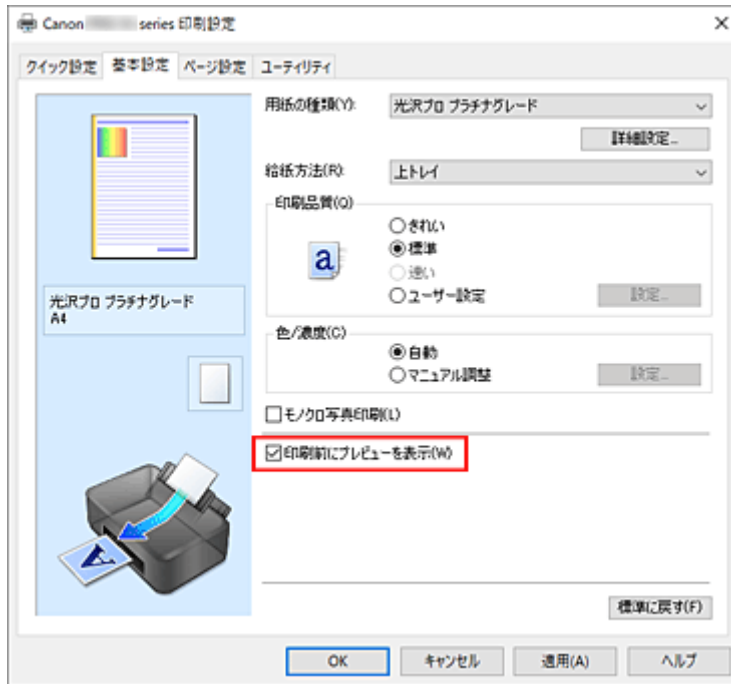 Canon series 印刷設定
クイック設定 基本設定 ページ設定 ユーティリティ
用紙の種類(Y): 光沢プロ プラチナグレード
詳細設定...
給紙方法(R): 上トレイ
印刷品質(Q)
きれい
a 標準
速い
ユーザー設定 設定...
光沢プロ プラチナグレード
A4
色/濃度(C)
自動
マニュアル調整 設定...
モノクロ写真印刷(L)
印刷前にプレビューを表示(W)
A
標準に戻す(F)
OK キャンセル 適用(A) ヘルプ